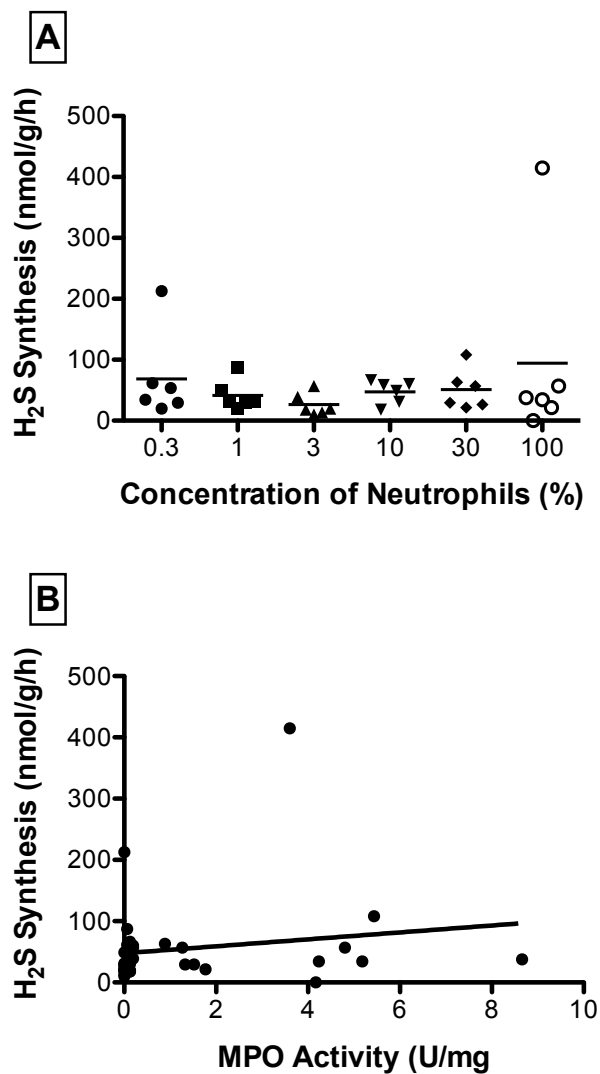 A
H₂S Synthesis (nmol/g/h)
500
400
300
200
100
0
0.3 1 3 10 30 100
Concentration of Neutrophils (%)
B
H₂S Synthesis (nmol/g/h)
500
400
300
200
100
0
0 2 4 6 8 10
MPO Activity (U/mg